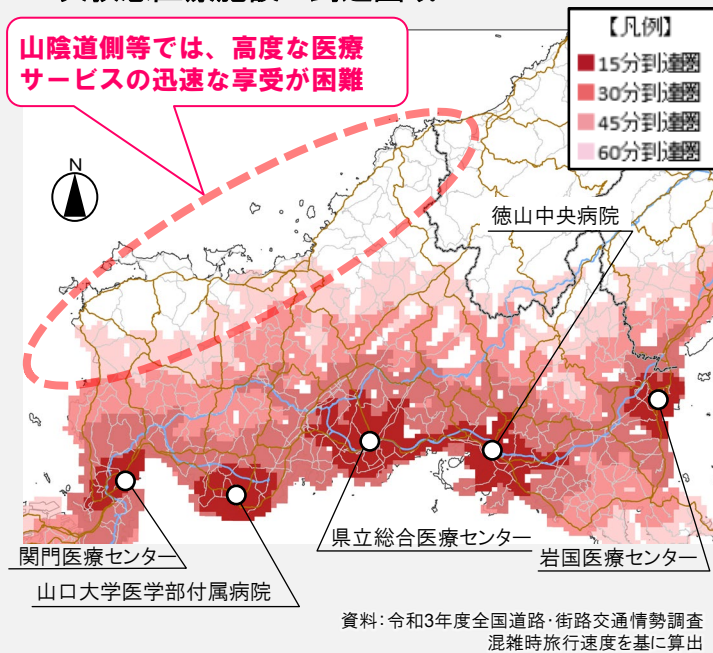 山陰道側等では、高度な医療
サービスの迅速な享受が困難
【凡例】
15分到達圏
30分到達圏
45分到達圏
60分到達圏
N
徳山中央病院
関門医療センター
県立総合医療センター
岩国医療センター
山口大学医学部付属病院
資料:令和3年度全国道路・街路交通情勢調査
混雑時旅行速度を基に算出